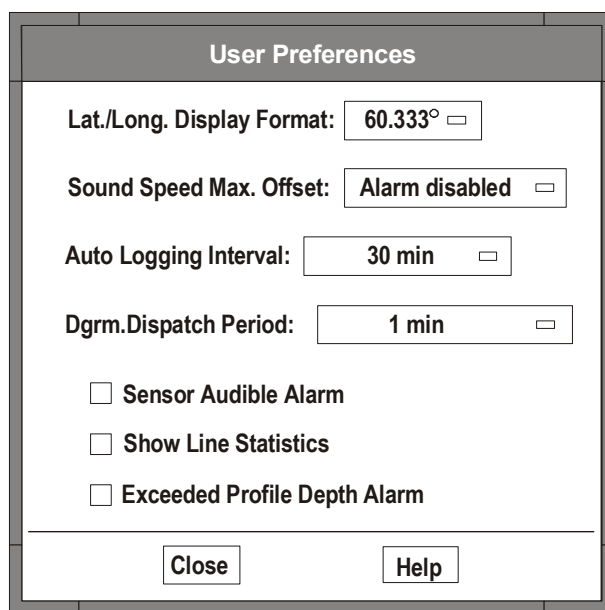 User Preferences
Lat./Long. Display Format: 60.333°
Sound Speed Max. Offset: Alarm disabled
Auto Logging Interval: 30 min
Dgrm.Dispatch Period: 1 min
Sensor Audible Alarm
Show Line Statistics
Exceeded Profile Depth Alarm
Close Help